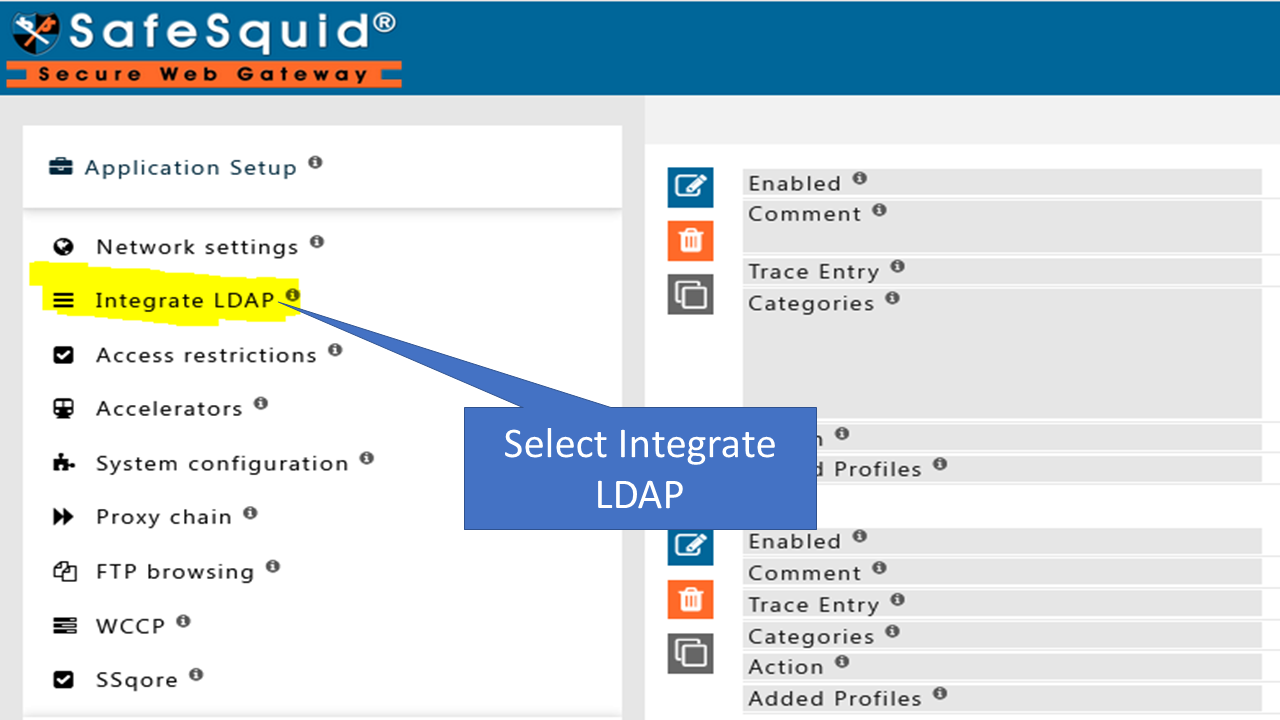 SafeSquid®
Secure Web Gateway
Application Setup
Network settings
Integrate LDAP
Access restrictions
Accelerators
System configuration
Proxy chain
FTP browsing
WCCP
SSqore
Select Integrate
LDAP
Enabled
Comment
Trace Entry
Categories
Profiles
Enabled
Comment
Trace Entry
Categories
Action
Added Profiles